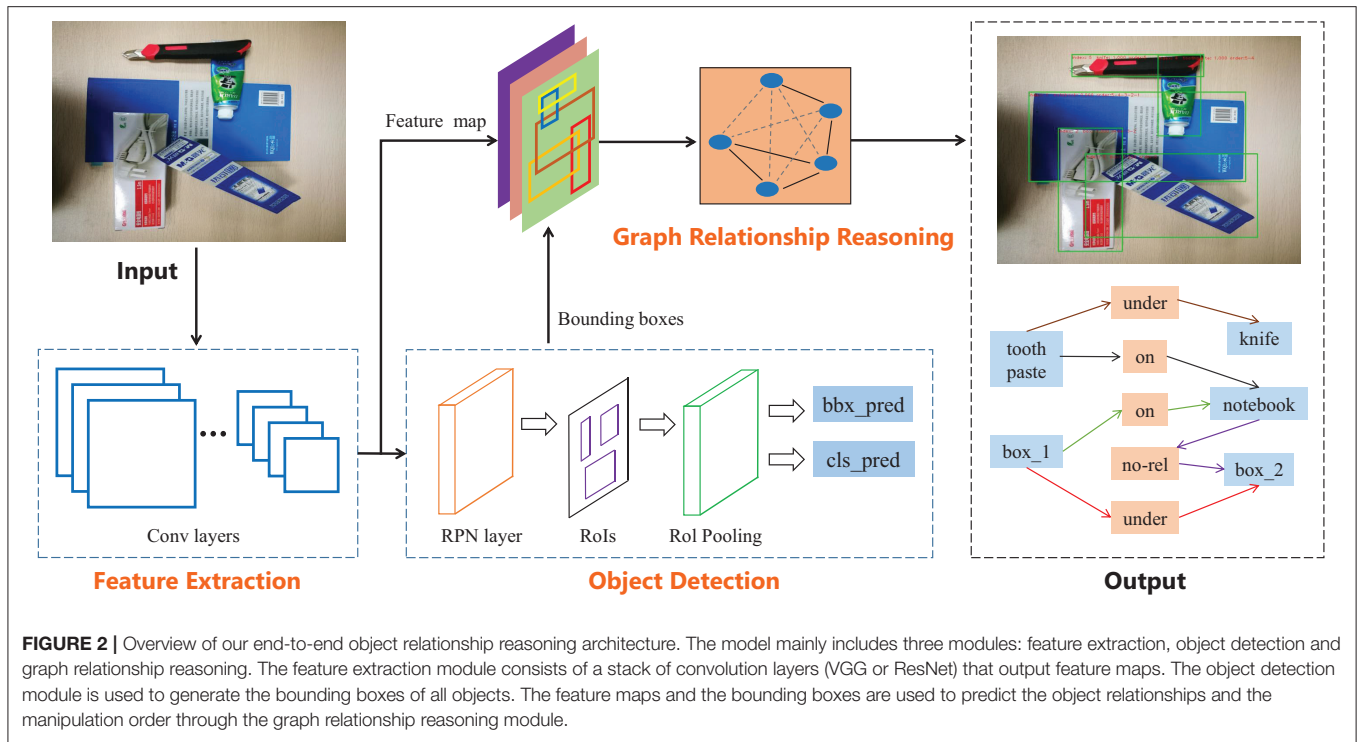 Feature map
Graph Relationship Reasoning
Input
Bounding boxes
Conv layers
Feature Extraction
RPN layer
RoIs
RoI Pooling
bbx_pred
cls_pred
Object Detection
under
knife
tooth
paste
on
on
notebook
box_1
no-rel
box_2
under
Output
FIGURE 2 | Overview of our end-to-end object relationship reasoning architecture. The model mainly includes three modules: feature extraction, object detection and
graph relationship reasoning. The feature extraction module consists of a stack of convolution layers (VGG or ResNet) that output feature maps. The object detection
module is used to generate the bounding boxes of all objects. The feature maps and the bounding boxes are used to predict the object relationships and the
manipulation order through the graph relationship reasoning module.